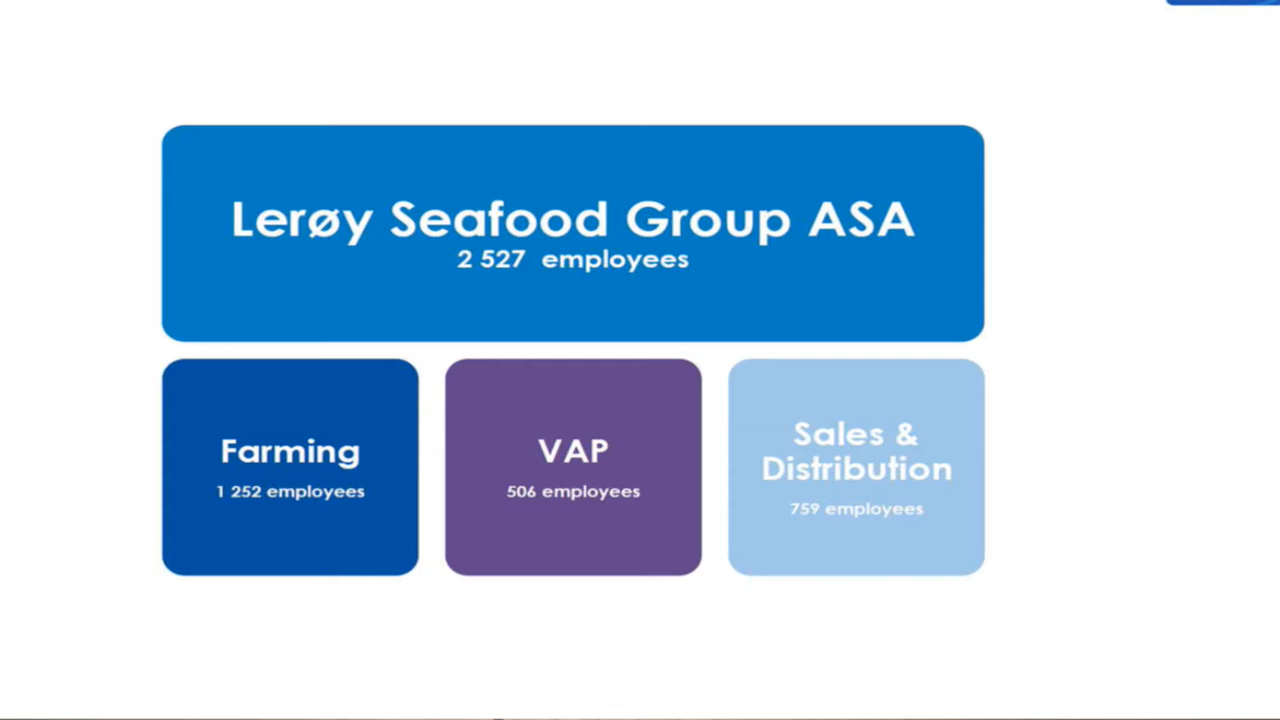 Lerøy Seafood Group ASA
2 527 employees
Farming
1 252 employees
VAP
506 employees
Sales &
Distribution
759 employees